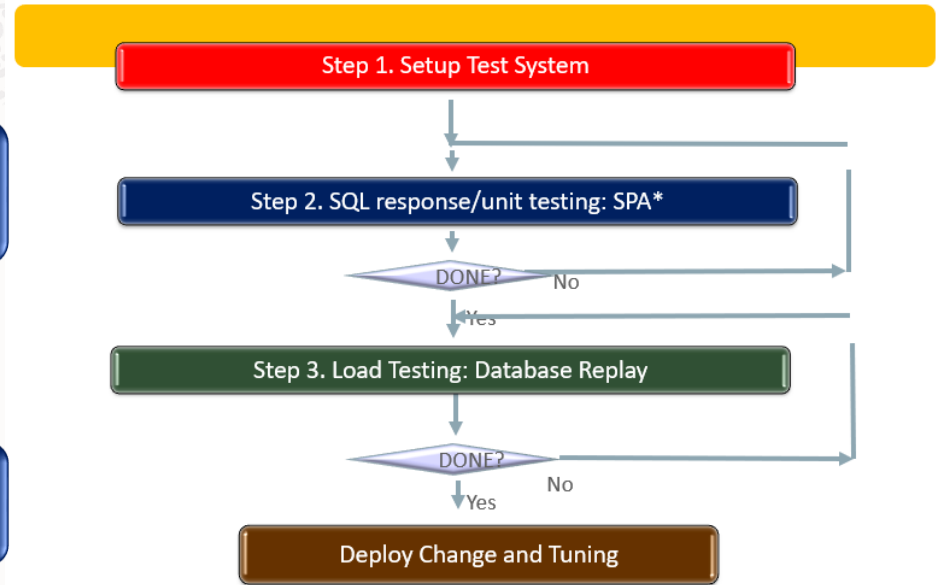 Step 1. Setup Test System
Step 2. SQL response/unit testing: SPA*
DONE?
No
Yes
Step 3. Load Testing: Database Replay
DONE?
No
Yes
Deploy Change and Tuning